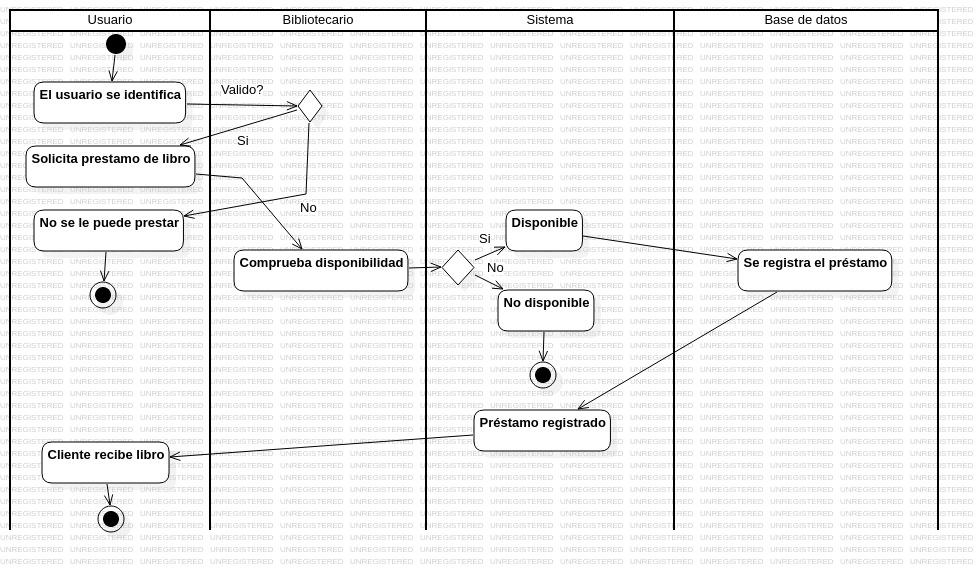 Usuario
Bibliotecario
Sistema
Base de datos
El usuario se identifica
Valido?
Si
Solicita prestamo de libro
No
No se le puede prestar
Comprueba disponibilidad
Si
Disponible
No
No disponible
Se registra el préstamo
Préstamo registrado
Cliente recibe libro
UNREGISTERED